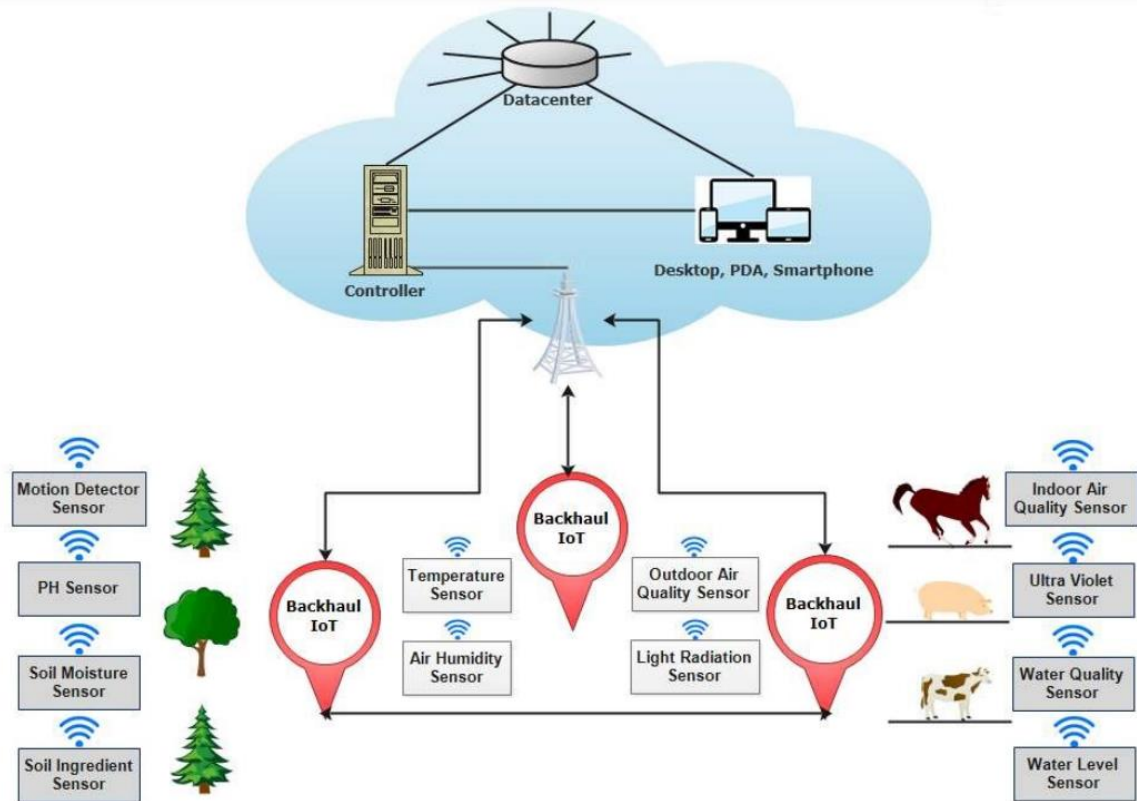 Datacenter
Controller
Desktop, PDA, Smartphone
Motion Detector
Sensor
PH Sensor
Soil Moisture
Sensor
Soil Ingredient
Sensor
Backhaul
IoT
Temperature
Sensor
Air Humidity
Sensor
Backhaul
IoT
Outdoor Air
Quality Sensor
Light Radiation
Sensor
Backhaul
IoT
Indoor Air
Quality Sensor
Ultra Violet
Sensor
Water Quality
Sensor
Water Level
Sensor